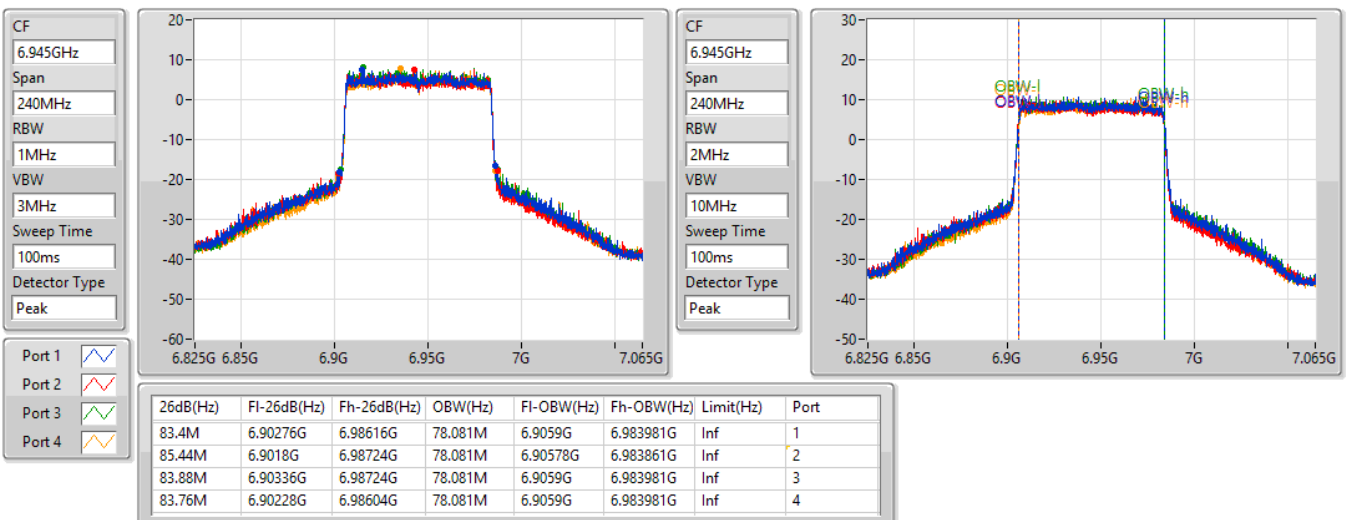 CF
6.945GHz
Span
240MHz
RBW
1MHz
VBW
3MHz
Sweep Time
100ms
Detector Type
Peak
20
10
0
-10
-20
-30
-40
-50
-60
6.825G 6.85G 6.9G 6.95G 7G 7.065G
CF
6.945GHz
Span
240MHz
RBW
2MHz
VBW
10MHz
Sweep Time
100ms
Detector Type
Peak
30
20
10
0
-10
-20
-30
-40
-50
OBW-l
OBW-h
6.825G 6.85G 6.9G 6.95G 7G 7.065G
Port 1
Port 2
Port 3
Port 4
26dB(Hz) Fl-26dB(Hz) Fh-26dB(Hz) OBW(Hz) Fl-OBW(Hz) Fh-OBW(Hz) Limit(Hz) Port
83.4M 6.90276G 6.98616G 78.081M 6.9059G 6.983981G Inf 1
85.44M 6.9018G 6.98724G 78.081M 6.90578G 6.983861G Inf 2
83.88M 6.90336G 6.98724G 78.081M 6.9059G 6.983981G Inf 3
83.76M 6.90228G 6.98604G 78.081M 6.9059G 6.983981G Inf 4